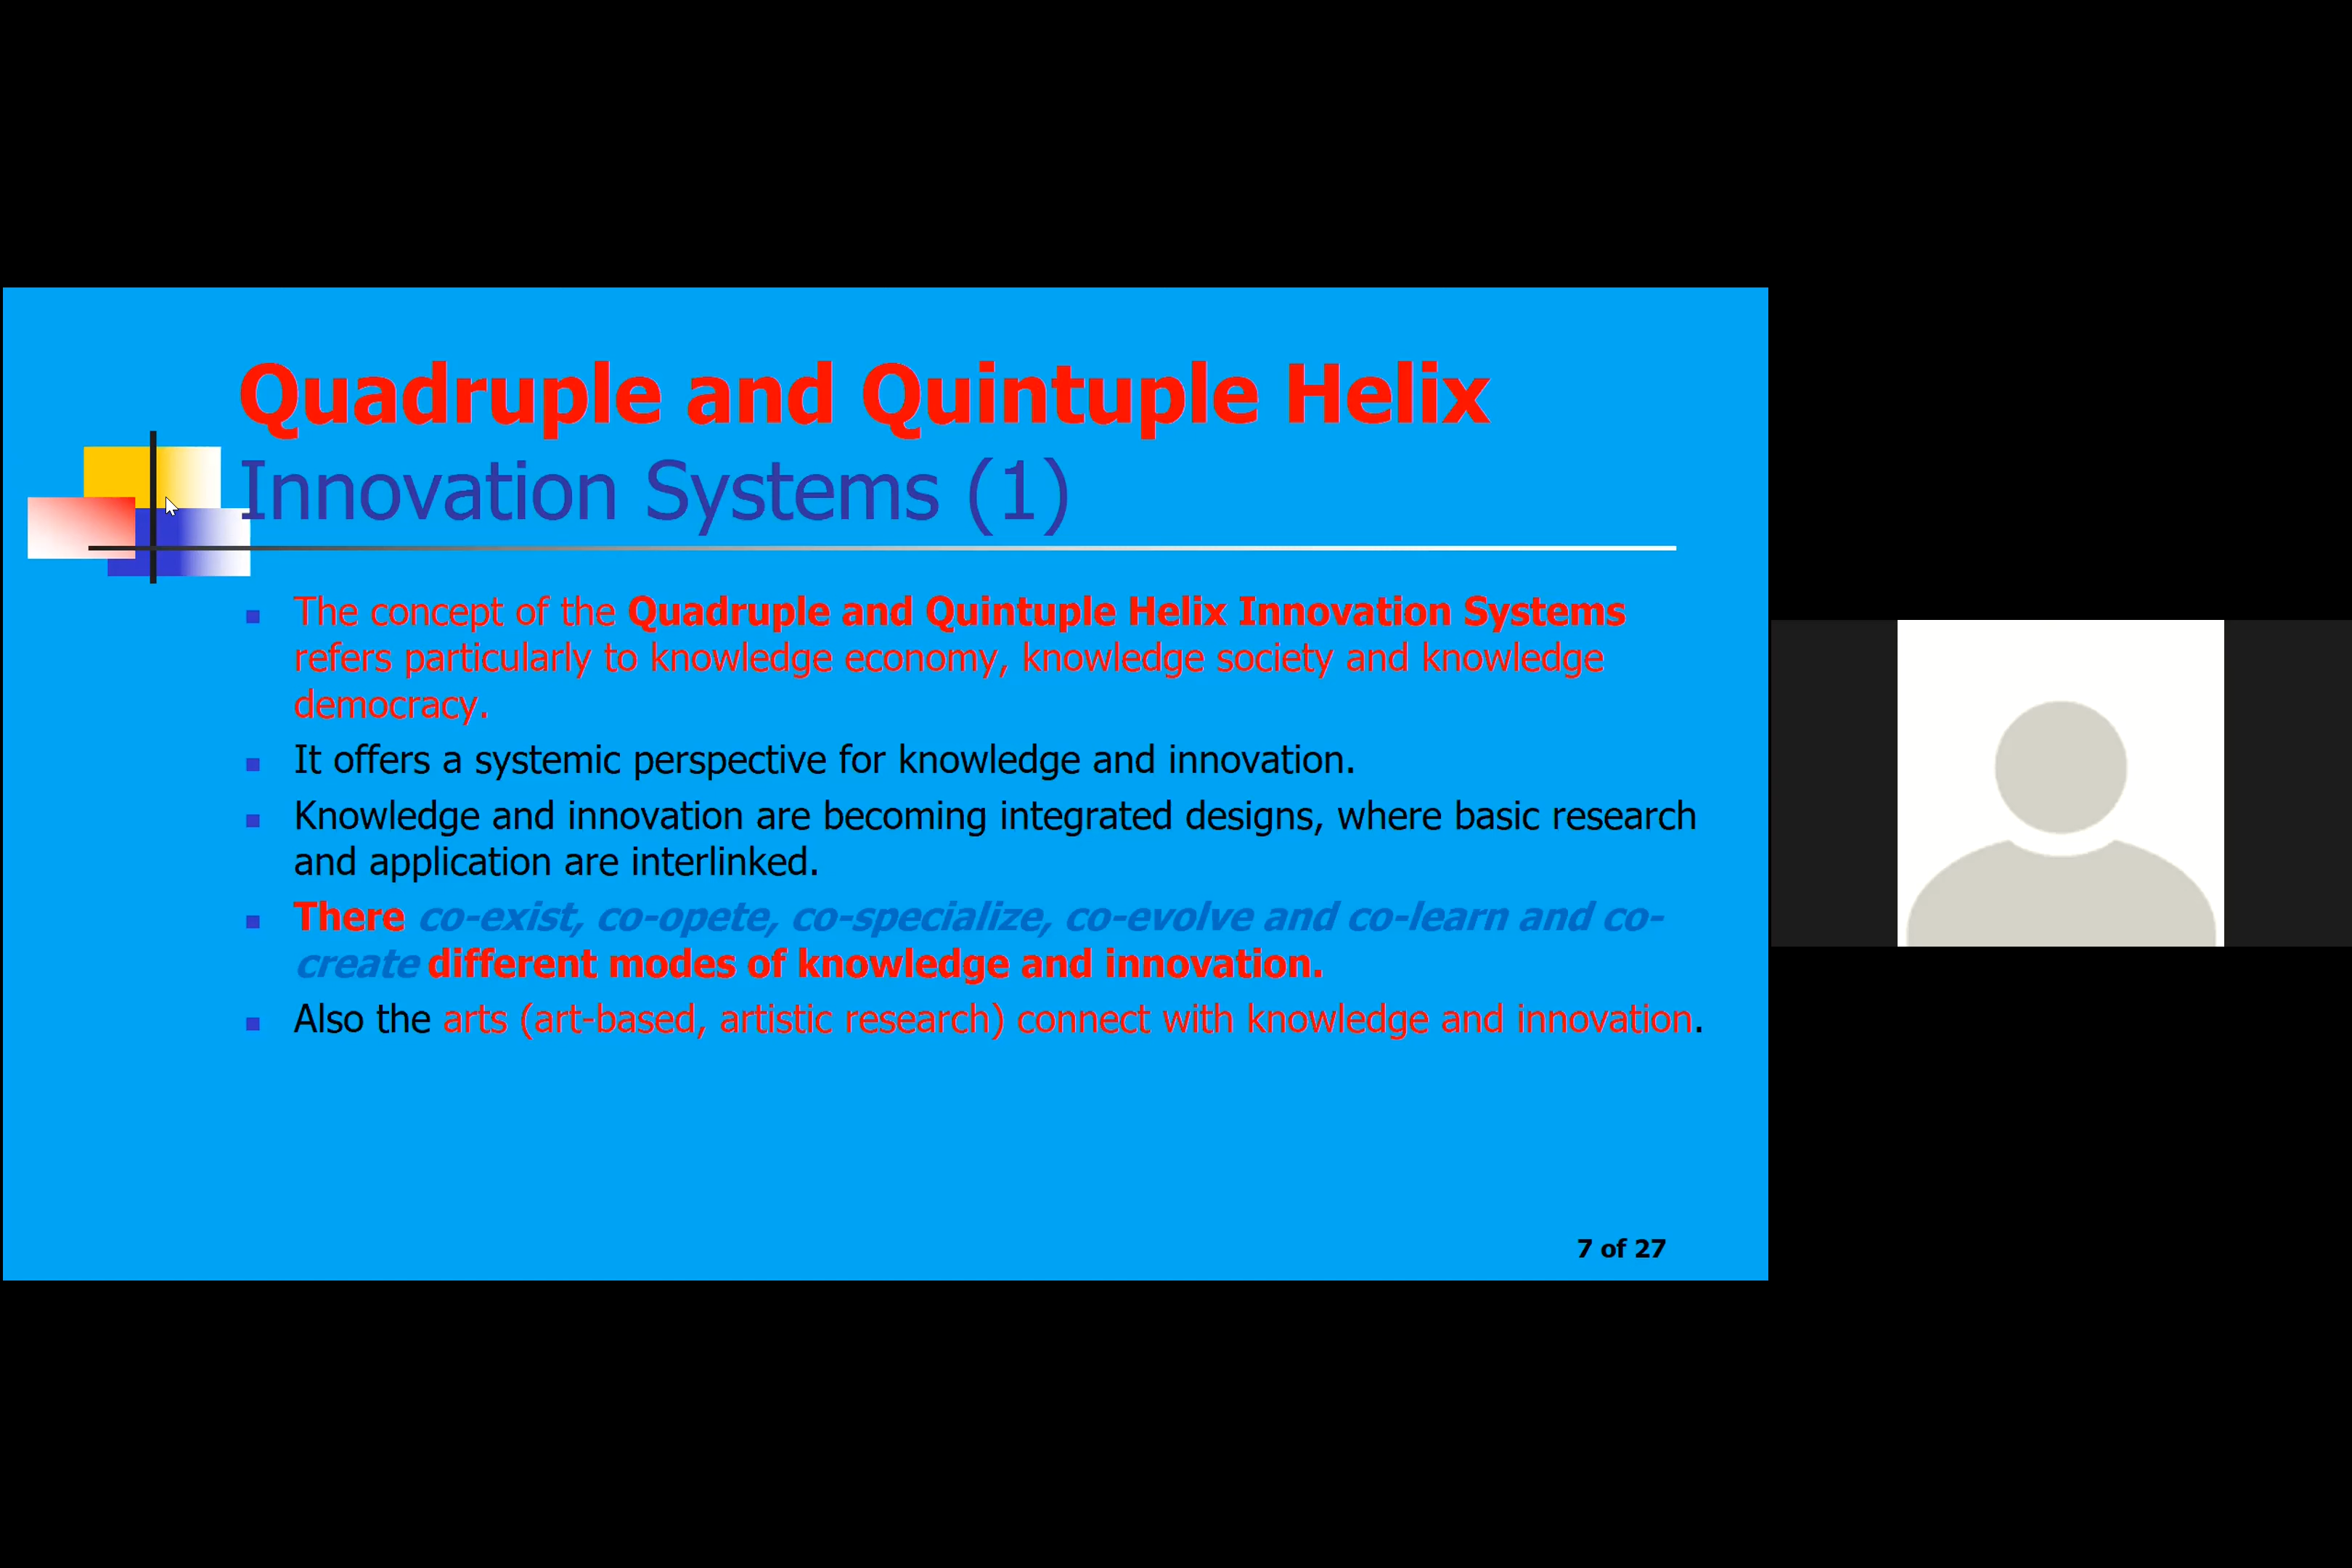 Quadruple and Quintuple Helix
Innovation Systems (1)
The concept of the Quadruple and Quintuple Helix Innovation Systems
refers particularly to knowledge economy, knowledge society and knowledge
democracy.
It offers a systemic perspective for knowledge and innovation.
Knowledge and innovation are becoming integrated designs, where basic research
and application are interlinked.
There co-exist, co-opete, co-specialize, co-evolve and co-learn and co-
create different modes of knowledge and innovation.
Also the arts (art-based, artistic research) connect with knowledge and innovation.
7 of 27